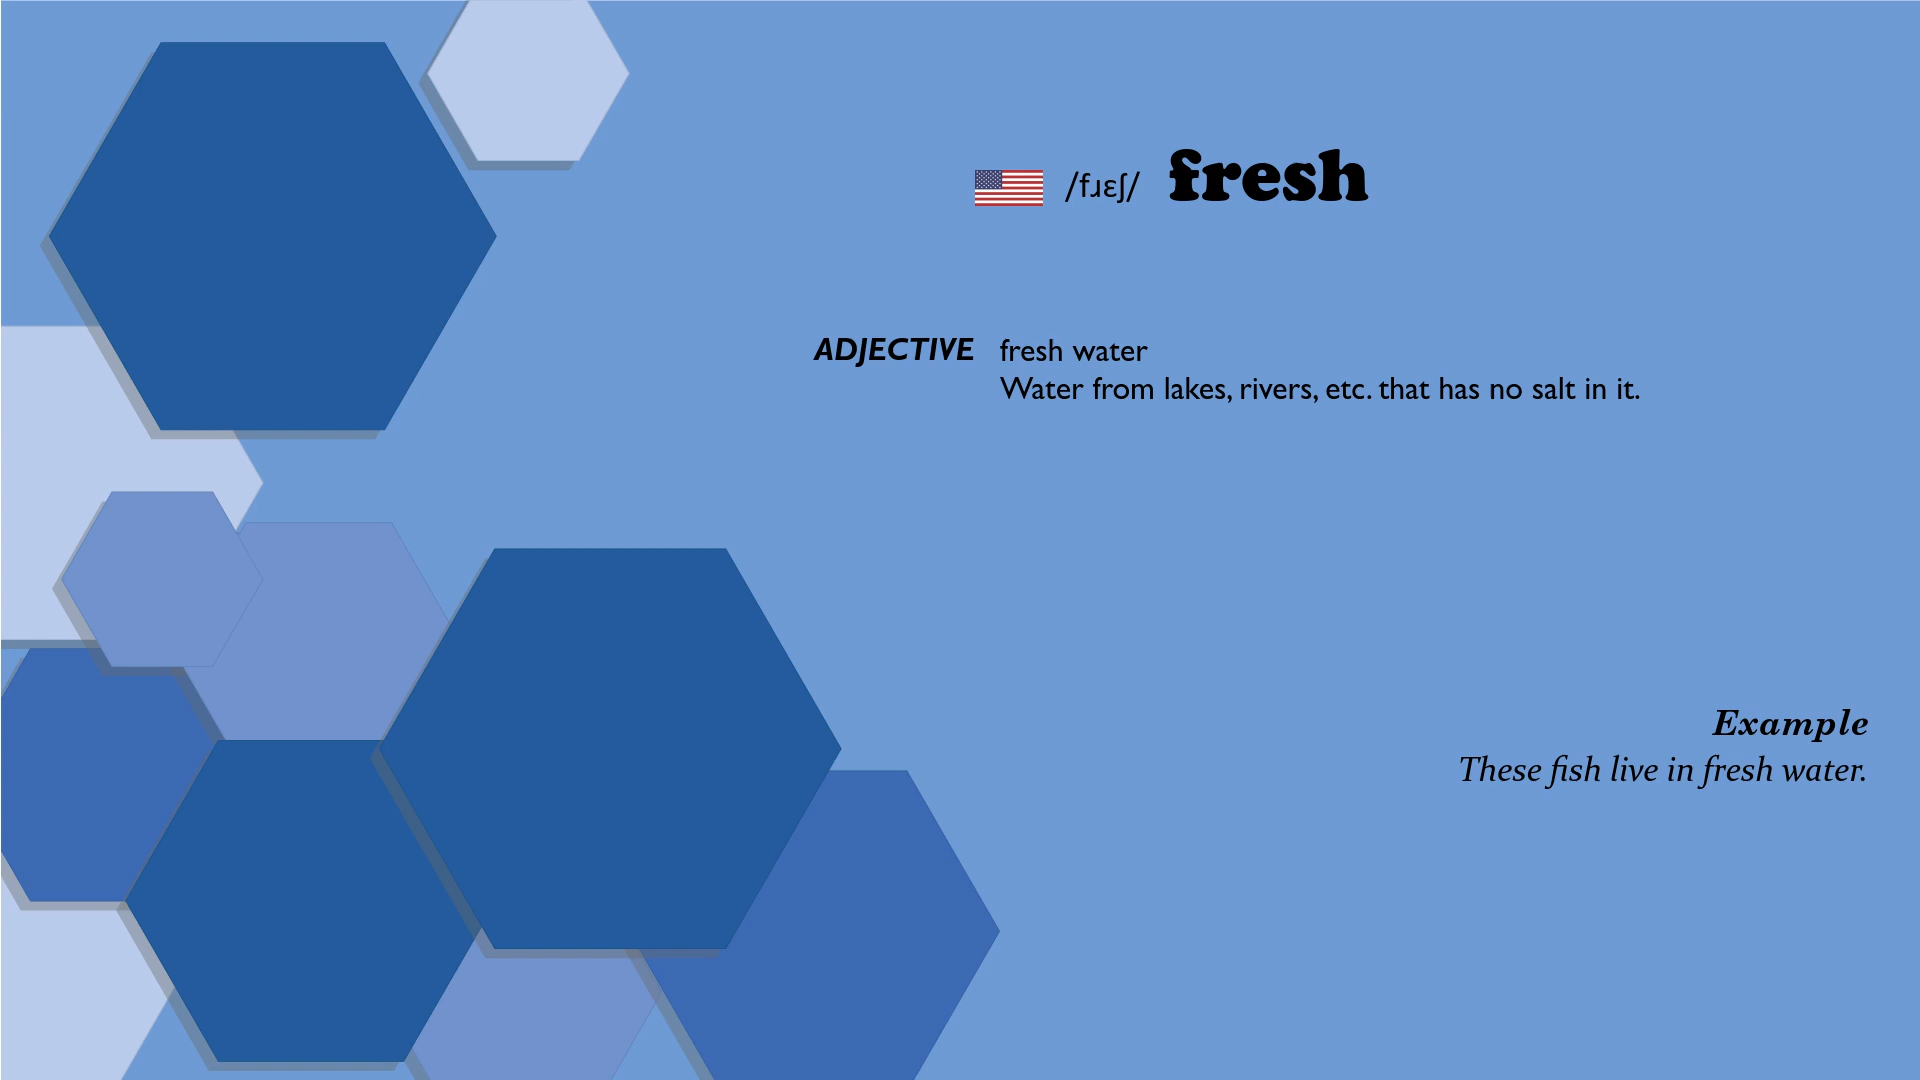 /fɹɛʃ/ fresh
ADJECTIVE fresh water
Water from lakes, rivers, etc. that has no salt in it.
Example
These fish live in fresh water.